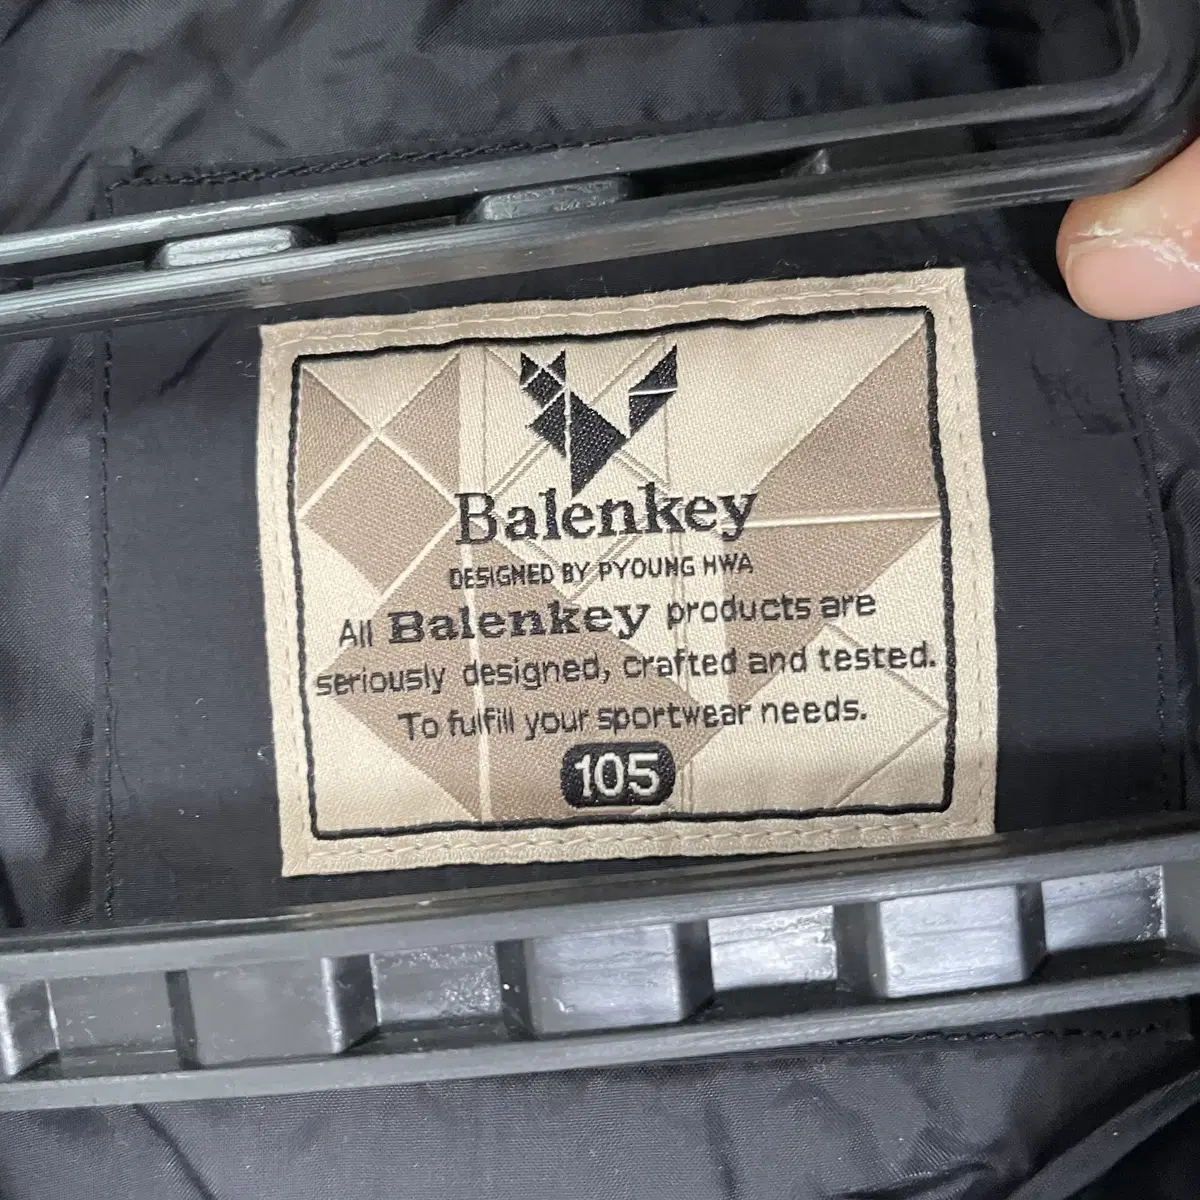 Balenkey
DESIGNED BY PYOUNG HWA
All Balenkey products are
seriously designed, crafted and tested.
To fulfill your sportwear needs.
105